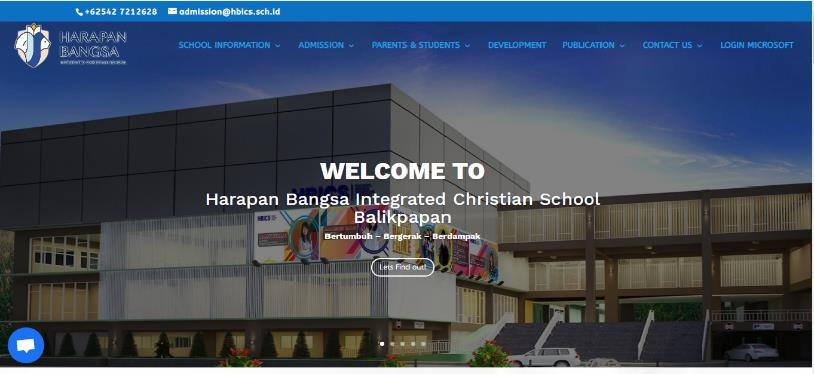 +62542 7212628 admission@hbics.sch.id
HARAPAN
BANGSA
SCHOOL INFORMATION ADMISSION PARENTS & STUDENTS DEVELOPMENT PUBLICATION CONTACT US LOGIN MICROSOFT
WELCOME TO
Harapan Bangsa Integrated Christian School
Balikpapan
HBICS
HBICS
Bertumbuh – Bergerak – Berdampak
Lets Find out!